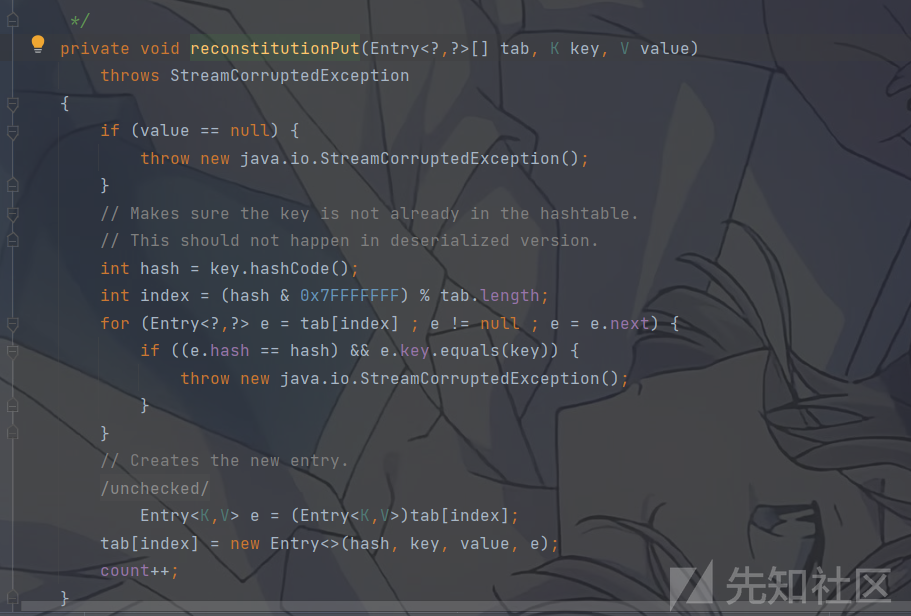 */
private void reconstitutionPut(Entry<?,?>[] tab, K key, V value)
throws StreamCorruptedException
{
if (value == null) {
throw new java.io.StreamCorruptedException();
}
// Makes sure the key is not already in the hashtable.
// This should not happen in deserialized version.
int hash = key.hashCode();
int index = (hash & 0x7FFFFFFF) % tab.length;
for (Entry<?,?> e = tab[index] ; e != null ; e = e.next) {
if ((e.hash == hash) && e.key.equals(key)) {
throw new java.io.StreamCorruptedException();
}
}
// Creates the new entry.
/unchecked/
Entry<K,V> e = (Entry<K,V>)tab[index];
tab[index] = new Entry<>(hash, key, value, e);
count++;
}
先知社区